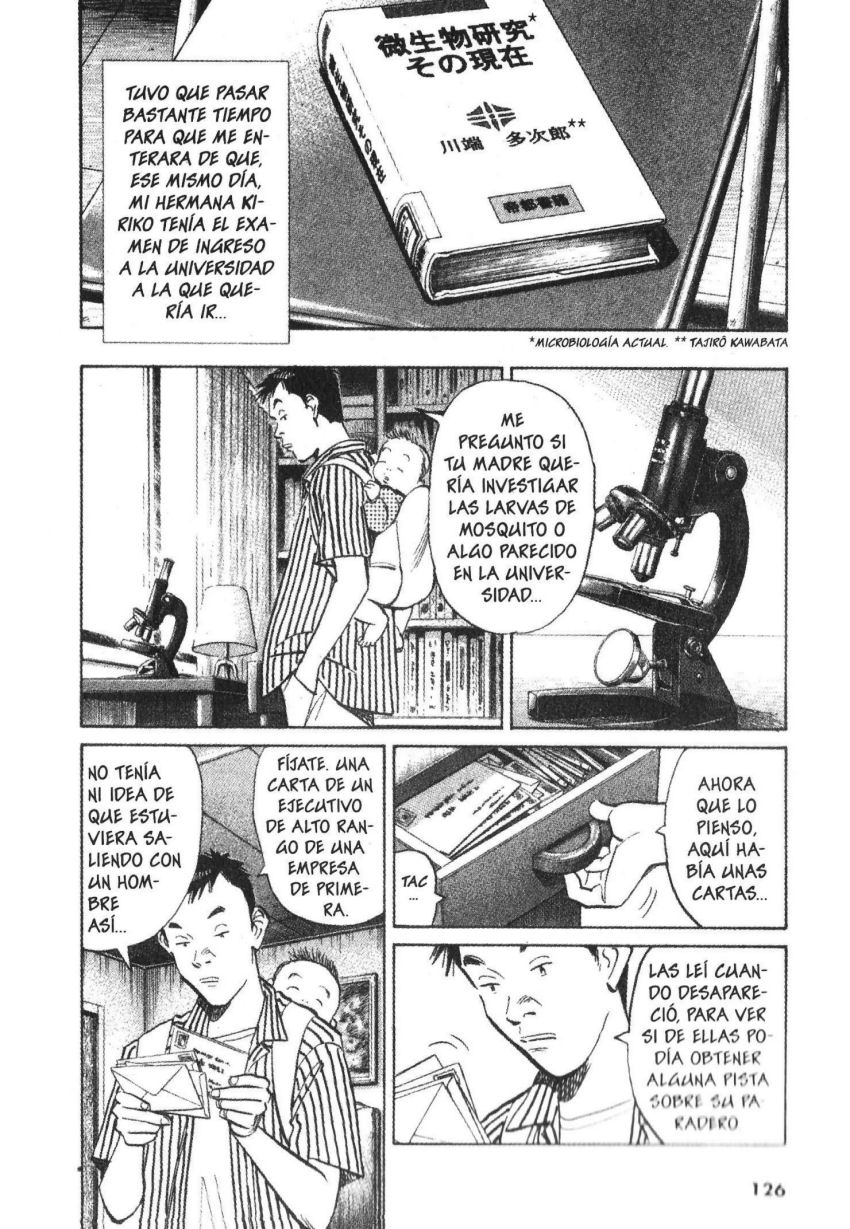 微生物研究*
その現在
川端 多次郎**
帝都書籍
TUVO QUE PASAR
BASTANTE TIEMPO
PARA QUE ME EN-
TERARA DE QUE,
ESE MISMO DÍA,
MI HERMANA KI-
RIKO TENÍA EL EXA-
MEN DE INGRESO
A LA UNIVERSIDAD
A LA QUE QUE-
RÍA IR...
*MICROBIOLOGÍA ACTUAL. ** TAJIRÔ KAWABATA
ME
PREGUNTO SI
TU MADRE QUE-
RÍA INVESTIGAR
LAS LARVAS DE
MOSQUITO O
ALGO PARECIDO
EN LA UNIVER-
SIDAD...
AHORA
QUE LO
PIENSO,
AQUÍ HA-
BÍA UNAS
CARTAS...
TAC
...
LAS LEÍ CUAN-
DO DESAPARE-
CIÓ, PARA VER
SI DE ELLAS PO-
DÍA OBTENER
ALGUNA PISTA
SOBRE SU PA-
RADERO
FÍJATE. UNA
CARTA DE UN
EJECUTIVO
DE ALTO RAN-
GO DE UNA
EMPRESA
DE PRIME-
RA.
NO TENÍA
NI IDEA DE
QUE ESTU-
VIERA SA-
LIENDO CON
UN HOM-
BRE
ASÍ...
126